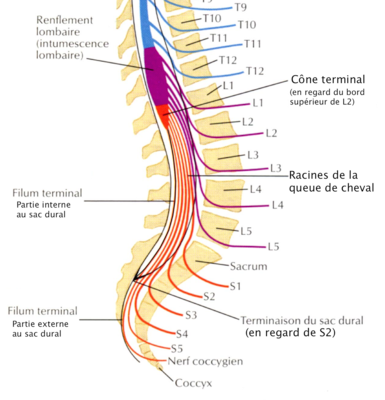 T9
T10
T10
T11
T11
T12
T12
L1
L1
L2
L2
L3
L3
L4
L4
L5
L5
Renflement
lombaire
(intumescence
lombaire)
Cône terminal
(en regard du bord
supérieur de L2)
Racines de la
queue de cheval
Filum terminal
Partie interne
au sac dural
Sacrum
S1
S2
S3
S4
S5
Nerf coccygien
Coccyx
Terminaison du sac dural
(en regard de S2)
Filum terminal
Partie externe
au sac dural